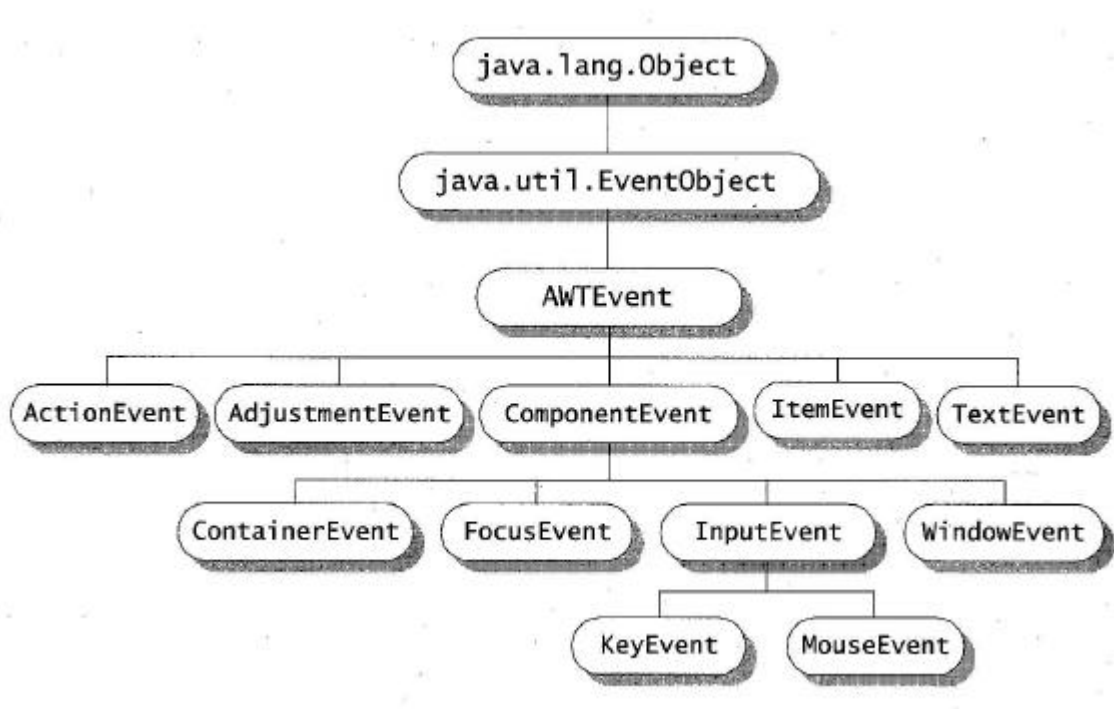 java.lang.Object
java.util.EventObject
AWTEvent
ActionEvent
AdjustmentEvent
ComponentEvent
ItemEvent
TextEvent
ContainerEvent
FocusEvent
InputEvent
WindowEvent
KeyEvent
MouseEvent